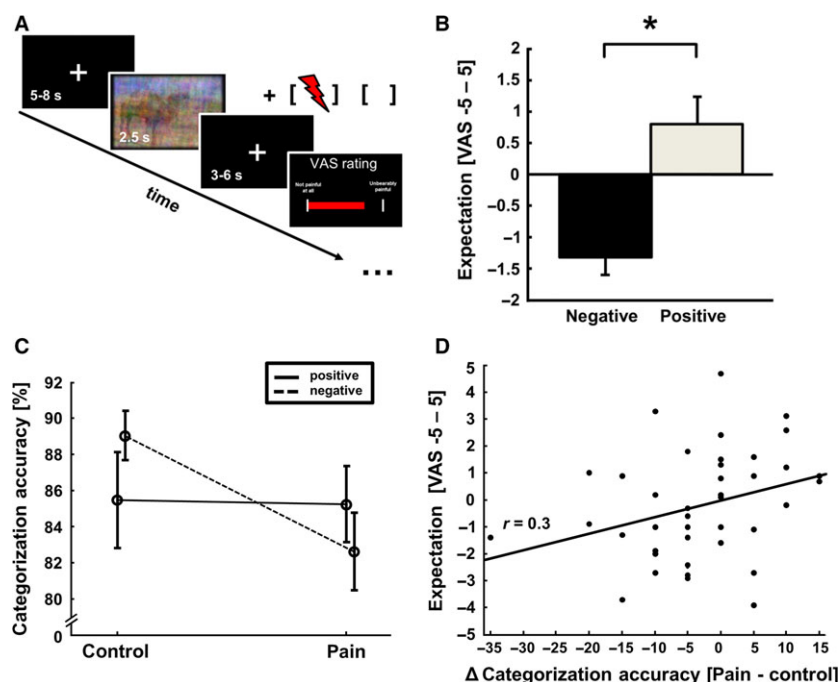 A
5-8 s
2.5 s
+ [ ] [ ]
3-6 s
VAS rating
Not painful at all
Unbearably painful
time
...
B
*
Expectation [VAS -5 – 5]
2
1.5
1
0.5
0
−0.5
−1
−1.5
−2
Negative Positive
C
positive
negative
Categorization accuracy [%]
92
90
88
86
84
82
80
0
Control Pain
D
Expectation [VAS -5 – 5]
5
4
3
2
1
0
−1
−2
−3
−4
−5
r = 0.3
−35 −30 −25 −20 −15 −10 −5 0 5 10 15
Δ Categorization accuracy [Pain - control]